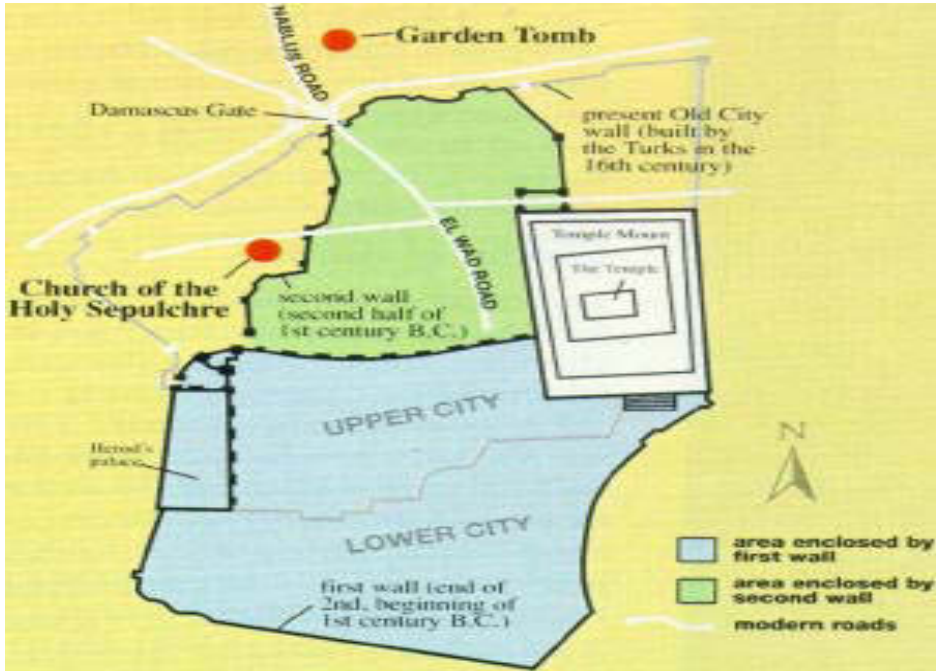 NABLUS ROAD
Garden Tomb
Damascus Gate
present Old City
wall (built by
the Turks in the
16th century)
EL WAD ROAD
Temple Mount
The Temple
Church of the
Holy Sepulchre
second wall
(second half of
1st century B.C.)
UPPER CITY
Herod's
palace
N
LOWER CITY
first wall (end of
2nd, beginning of
1st century B.C.)
area enclosed by
first wall
area enclosed by
second wall
modern roads